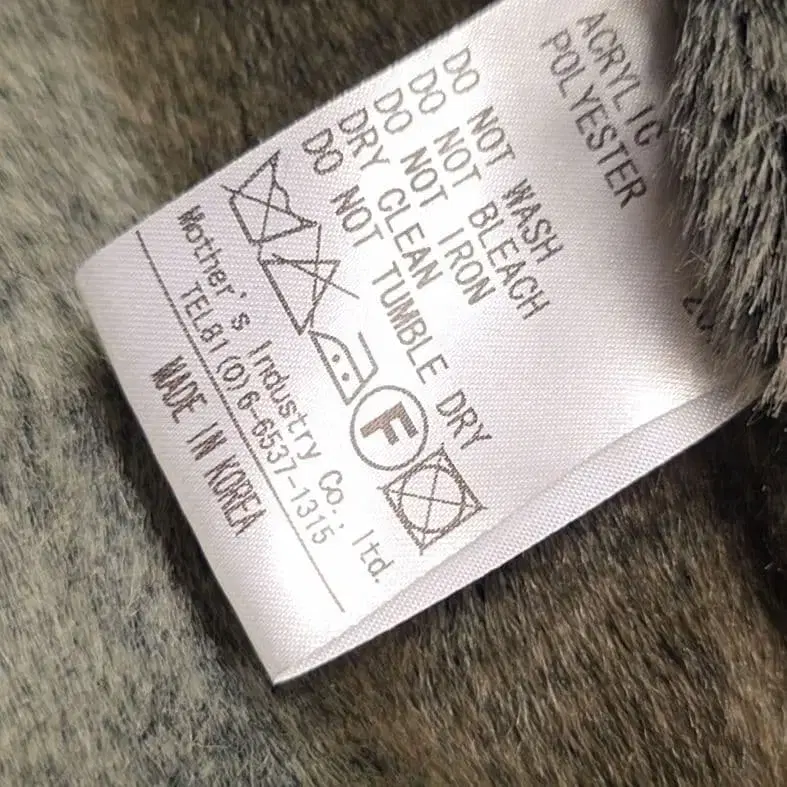 ACRYLIC
POLYESTER
DO NOT WASH
DO NOT BLEACH
DO NOT IRON
DRY CLEAN
DO NOT TUMBLE DRY
F
Mother's Industry Co., ltd.
TEL81(0)6-6537-1315
MADE IN KOREA